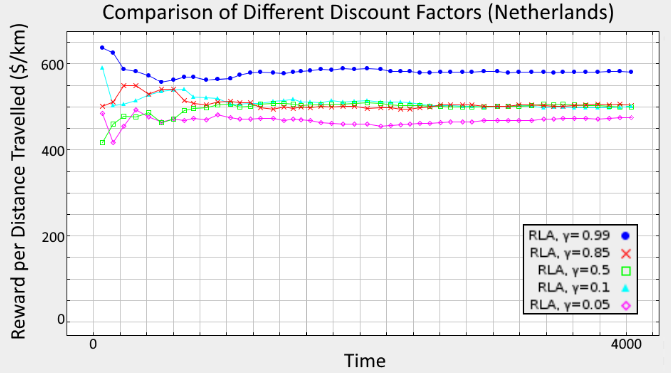 Comparison of Different Discount Factors (Netherlands)
Reward per Distance Travelled ($/km)
600
400
200
0
0
4000
Time
RLA, γ=0.99
RLA, γ=0.85
RLA, γ=0.5
RLA, γ=0.1
RLA, γ=0.05